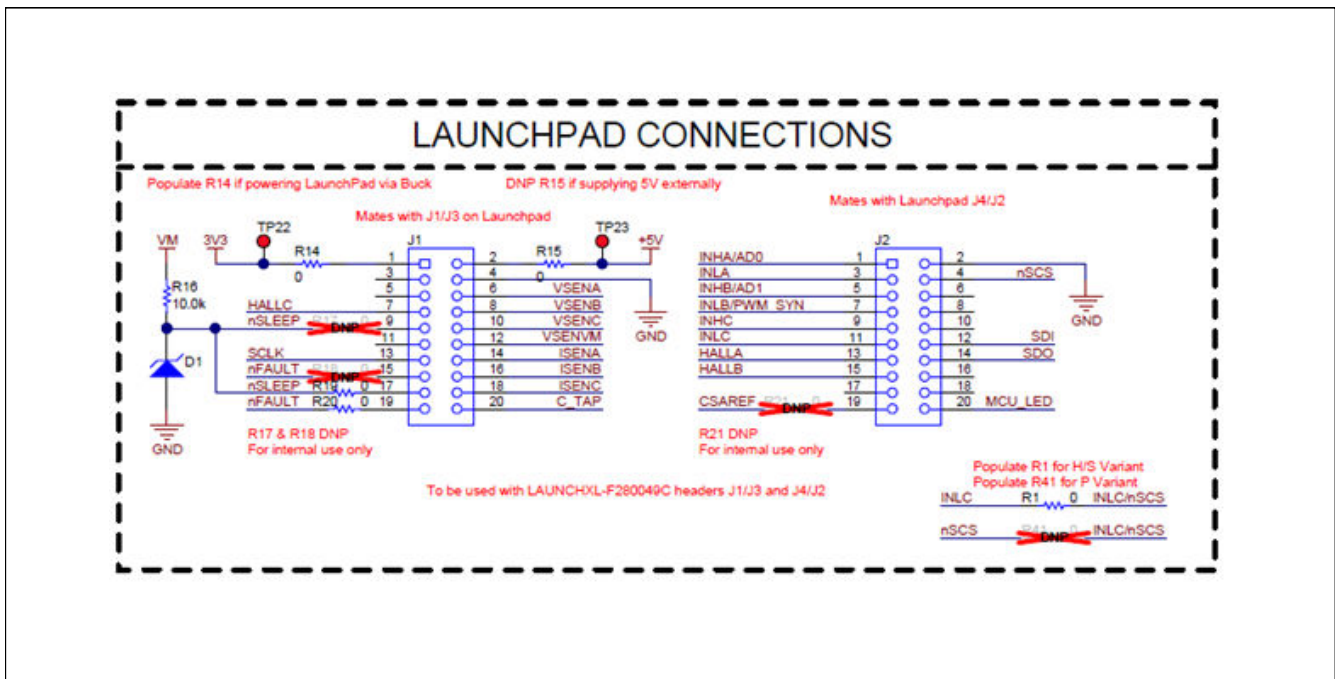 LAUNCHPAD CONNECTIONS
Populate R14 if powering LaunchPad via Buck
DNP R15 if supplying 5V externally
Mates with J1/J3 on Launchpad
Mates with Launchpad J4/J2
VM
3V3
TP22
R14
0
J1
R15
0
TP23
+5V
R16
10.0k
D1
GND
HALLC
nSLEEP R17 0
DNP
SCLK
nFAULT R18 0
DNP
nSLEEP R19 0
nFAULT R20 0
1 2
3 4
5 6 VSENA
7 8 VSENB
9 10 VSENC
11 12 VSENVM
13 14 ISENA
15 16 ISENB
17 18 ISENC
19 20 C_TAP
GND
R17 & R18 DNP
For internal use only
J2
INHA/AD0 1 2
INLA 3 4 nSCS
INHB/AD1 5 6
INLB/PWM_SYN 7 8
INHC 9 10
INLC 11 12 SDI
HALLA 13 14 SDO
HALLB 15 16
17 18
CSAREF R21 0 19 20 MCU_LED
DNP
GND
R21 DNP
For internal use only
To be used with LAUNCHXL-F280049C headers J1/J3 and J4/J2
Populate R1 for H/S Variant
Populate R41 for P Variant
INLC R1 0 INLC/nSCS
nSCS R41 0 INLC/nSCS
DNP